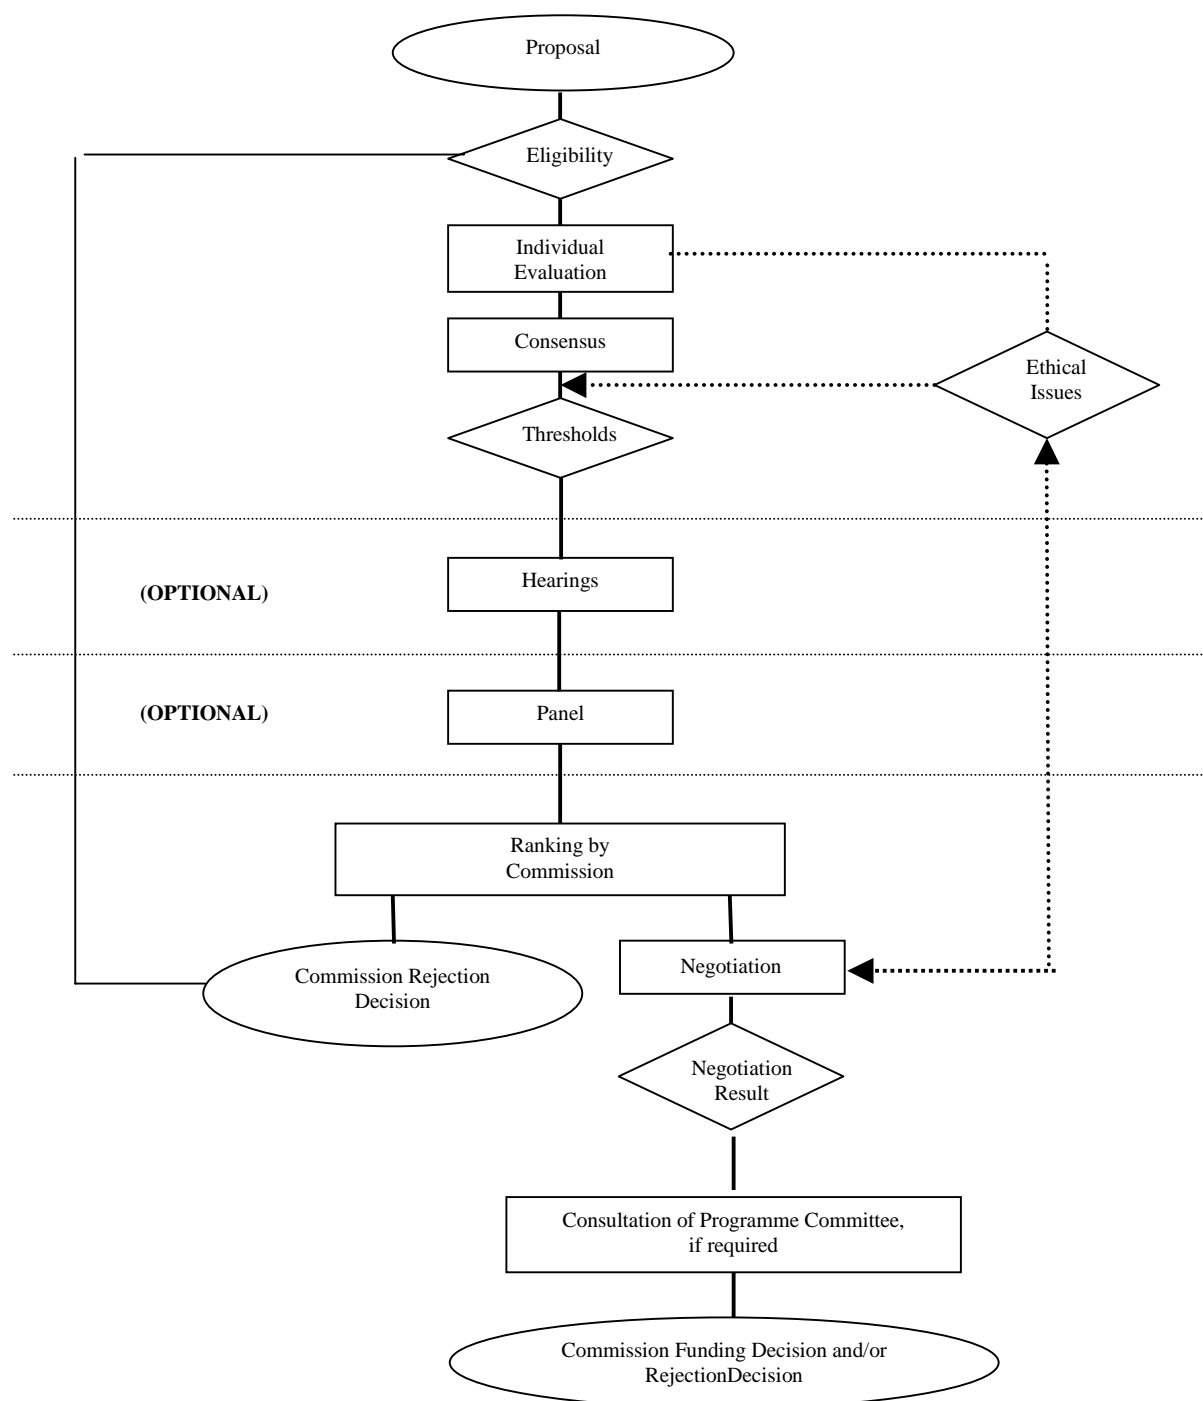 Proposal
Eligibility
Individual
Evaluation
Consensus
Ethical
Issues
Thresholds
Hearings
(OPTIONAL)
Panel
(OPTIONAL)
Ranking by
Commission
Commission Rejection
Decision
Negotiation
Negotiation
Result
Consultation of Programme Committee,
if required
Commission Funding Decision and/or
RejectionDecision